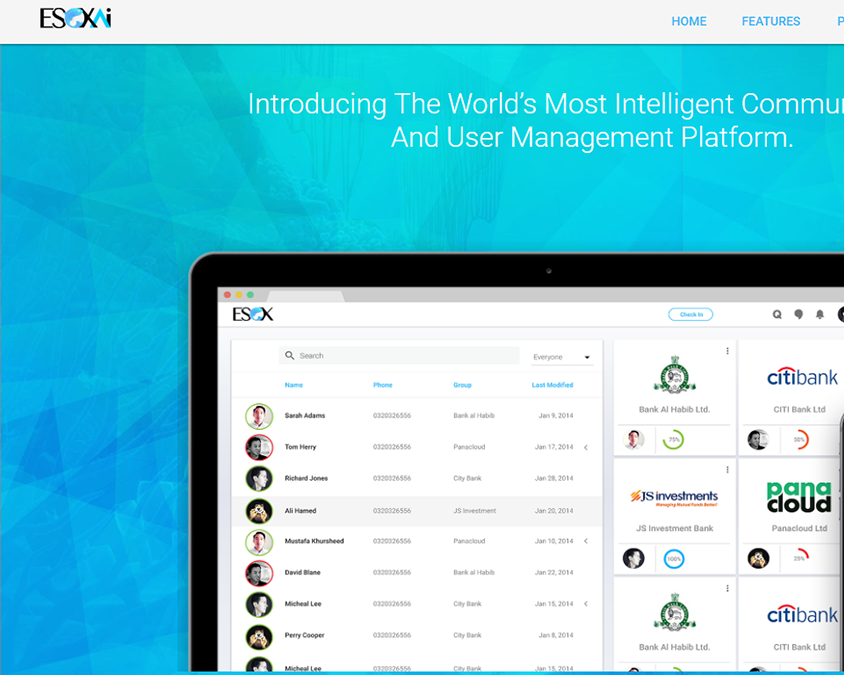 ESOXAi
HOME FEATURES P
Introducing The World's Most Intelligent Commu
And User Management Platform.
ESOX
Check In
Search
Everyone
Name Phone Group Last Modified
Sarah Adams 0320326556 Bank al Habib Jan 9, 2014
Tom Herry 0320326556 Panacloud Jan 17, 2014
Richard Jones 0320326556 City Bank Jan 28, 2014
Ali Hamed 0320326556 JS Investment Jan 20, 2014
Mustafa Khursheed 0320326556 Panacloud Jan 10, 2014
David Blane 0320326556 Bank al Habib Jan 22, 2014
Micheal Lee 0320326556 City Bank Jan 15, 2014
Perry Cooper 0320326556 City Bank Jan 8, 2014
Micheal Lee 0320326556 City Bank Jan 15, 2014
Bank Al Habib Ltd.
75%
citibank
CITI Bank Ltd
50%
JS investments
Managing Mutual Funds Better!
JS Investment Bank
100%
pana
cloud
Panacloud Ltd
25%
Bank Al Habib Ltd.
citibank
CITI Bank Ltd